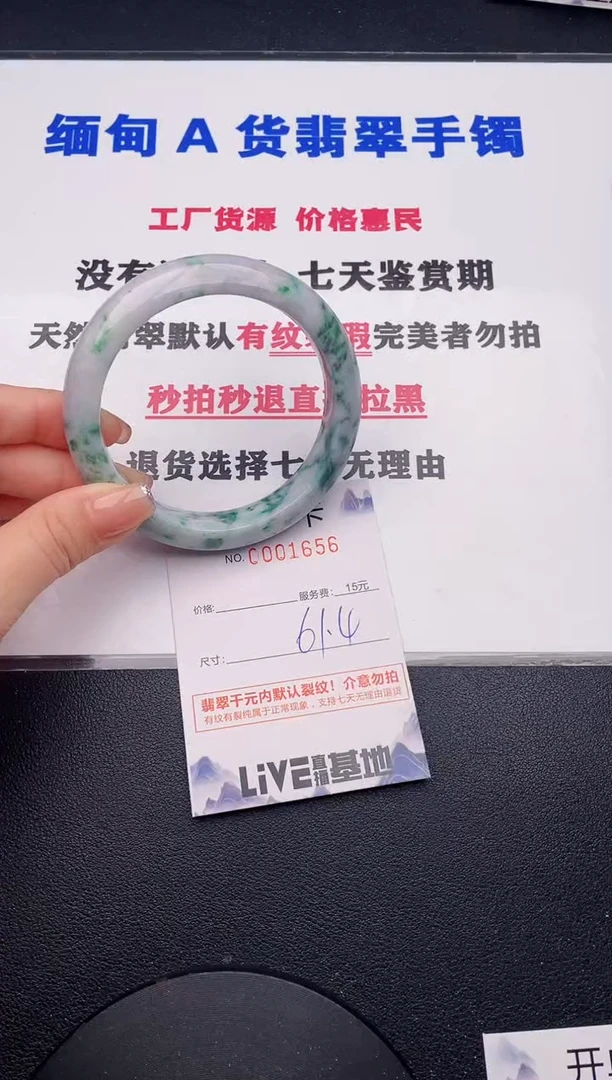 缅甸A货翡翠手镯
工厂货源 价格惠民
没有 七天鉴赏期
天然 翠默认有纹 瑕完美者勿拍
秒拍秒退直 拉黑
退货选择七 无理由
NO. C001656
价格: 服务费: 15元
尺寸: 61.4
翡翠千元内默认裂纹！介意勿拍
有纹有裂纯属于正常现象，支持七天无理由退货
LiVE直播基地
开